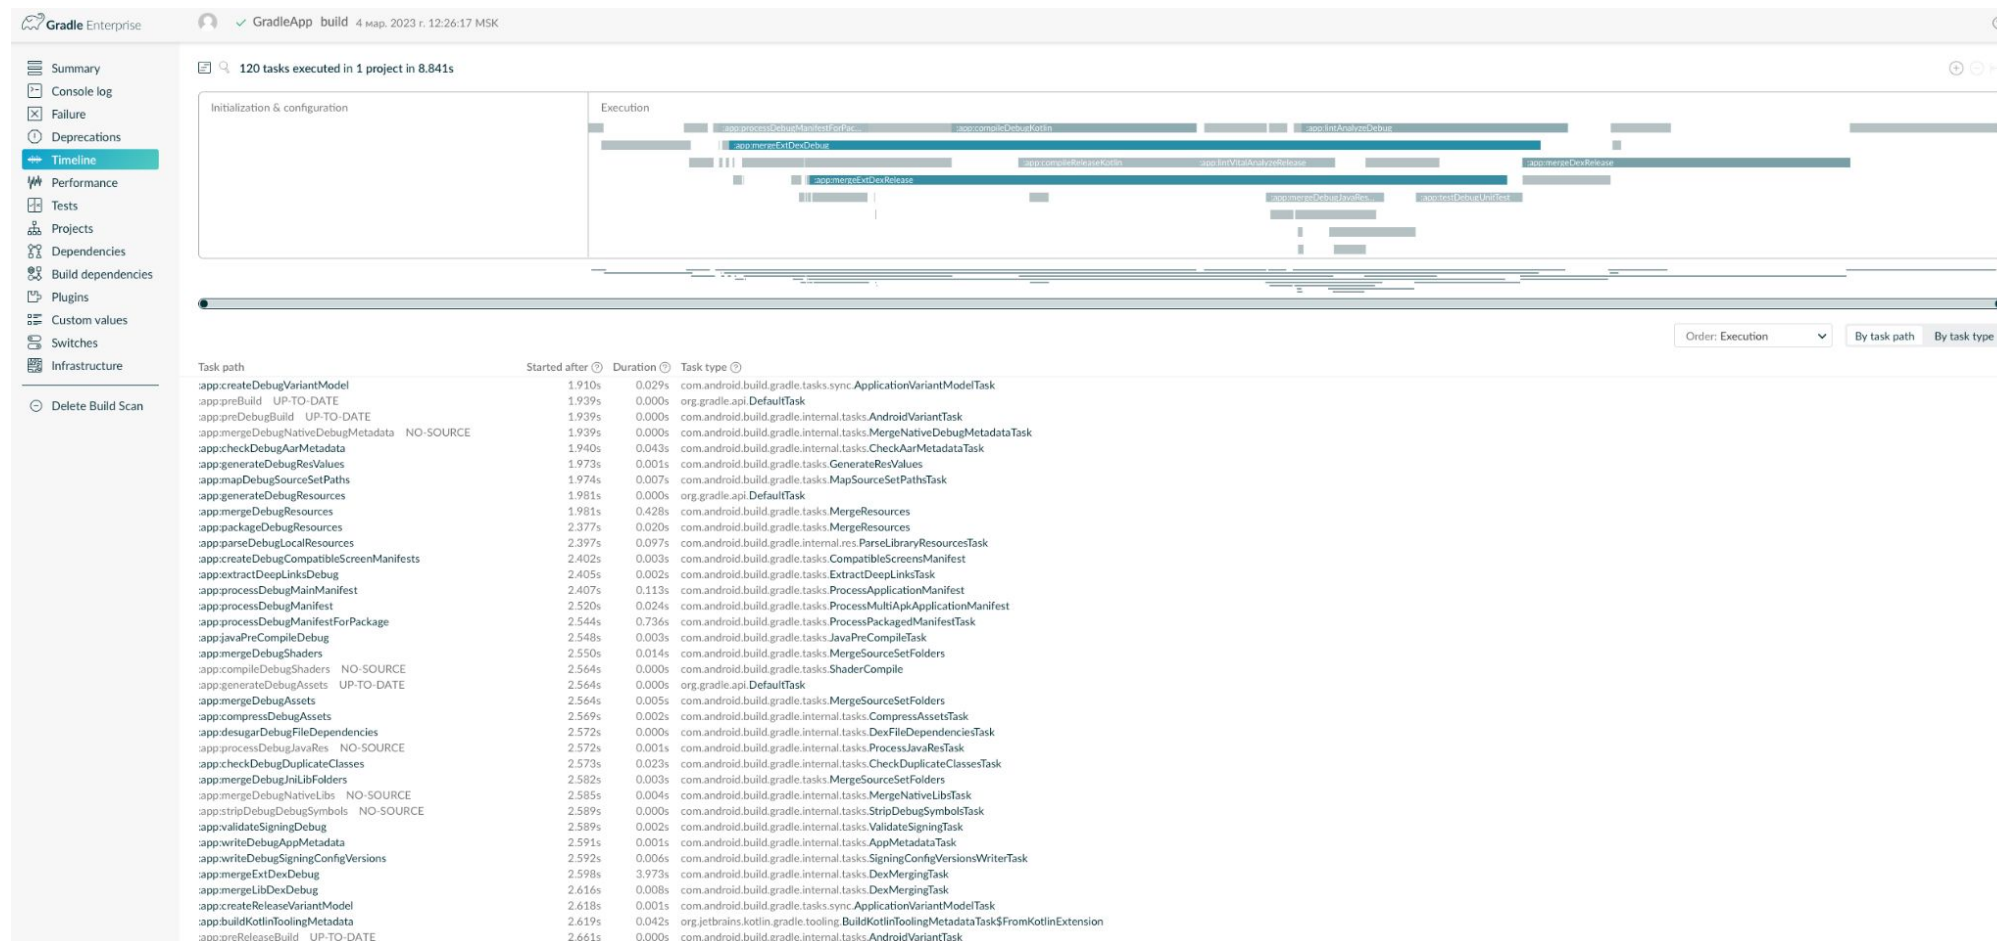 Gradle Enterprise
GradleApp build 4 мар. 2023 г. 12:26:17 MSK
Summary
Console log
Failure
Deprecations
Timeline
Performance
Tests
Projects
Dependencies
Build dependencies
Plugins
Custom values
Switches
Infrastructure
Delete Build Scan
120 tasks executed in 1 project in 8.841s
Initialization & configuration
Execution
:app:processDebugManifestForPac... :app:compileDebugKotlin :app:lintAnalyzeDebug
:app:mergeExtDexDebug
:app:compileReleaseKotlin :app:lintVitalAnalyzeRelease :app:mergeDexRelease
:app:mergeExtDexRelease
:app:mergeDebugJavaRes... :app:testDebugUnitTest
Order: Execution By task path By task type
Task path Started after Duration Task type
:app:createDebugVariantModel 1.910s 0.029s com.android.build.gradle.tasks.sync.ApplicationVariantModelTask
:app:preBuild UP-TO-DATE 1.939s 0.000s org.gradle.api.DefaultTask
:app:preDebugBuild UP-TO-DATE 1.939s 0.000s com.android.build.gradle.internal.tasks.AndroidVariantTask
:app:mergeDebugNativeDebugMetadata NO-SOURCE 1.939s 0.000s com.android.build.gradle.internal.tasks.MergeNativeDebugMetadataTask
:app:checkDebugAarMetadata 1.940s 0.043s com.android.build.gradle.internal.tasks.CheckAarMetadataTask
:app:generateDebugResValues 1.973s 0.001s com.android.build.gradle.tasks.GenerateResValues
:app:mapDebugSourceSetPaths 1.974s 0.007s com.android.build.gradle.tasks.MapSourceSetPathsTask
:app:generateDebugResources 1.981s 0.000s org.gradle.api.DefaultTask
:app:mergeDebugResources 1.981s 0.428s com.android.build.gradle.tasks.MergeResources
:app:packageDebugResources 2.377s 0.020s com.android.build.gradle.tasks.MergeResources
:app:parseDebugLocalResources 2.397s 0.097s com.android.build.gradle.internal.res.ParseLibraryResourcesTask
:app:createDebugCompatibleScreenManifests 2.402s 0.003s com.android.build.gradle.tasks.CompatibleScreensManifest
:app:extractDeepLinksDebug 2.405s 0.002s com.android.build.gradle.tasks.ExtractDeepLinksTask
:app:processDebugMainManifest 2.407s 0.113s com.android.build.gradle.tasks.ProcessApplicationManifest
:app:processDebugManifest 2.520s 0.024s com.android.build.gradle.tasks.ProcessMultiApkApplicationManifest
:app:processDebugManifestForPackage 2.544s 0.736s com.android.build.gradle.tasks.ProcessPackagedManifestTask
:app:javaPreCompileDebug 2.548s 0.003s com.android.build.gradle.tasks.JavaPreCompileTask
:app:mergeDebugShaders 2.550s 0.014s com.android.build.gradle.tasks.MergeSourceSetFolders
:app:compileDebugShaders NO-SOURCE 2.564s 0.000s com.android.build.gradle.tasks.ShaderCompile
:app:generateDebugAssets UP-TO-DATE 2.564s 0.000s org.gradle.api.DefaultTask
:app:mergeDebugAssets 2.564s 0.005s com.android.build.gradle.tasks.MergeSourceSetFolders
:app:compressDebugAssets 2.569s 0.002s com.android.build.gradle.internal.tasks.CompressAssetsTask
:app:desugarDebugFileDependencies 2.572s 0.000s com.android.build.gradle.internal.tasks.DexFileDependenciesTask
:app:processDebugJavaRes NO-SOURCE 2.572s 0.001s com.android.build.gradle.internal.tasks.ProcessJavaResTask
:app:checkDebugDuplicateClasses 2.573s 0.023s com.android.build.gradle.internal.tasks.CheckDuplicateClassesTask
:app:mergeDebugJniLibFolders 2.582s 0.003s com.android.build.gradle.tasks.MergeSourceSetFolders
:app:mergeDebugNativeLibs NO-SOURCE 2.585s 0.004s com.android.build.gradle.internal.tasks.MergeNativeLibsTask
:app:stripDebugDebugSymbols NO-SOURCE 2.589s 0.000s com.android.build.gradle.internal.tasks.StripDebugSymbolsTask
:app:validateSigningDebug 2.589s 0.002s com.android.build.gradle.internal.tasks.ValidateSigningTask
:app:writeDebugAppMetadata 2.591s 0.001s com.android.build.gradle.internal.tasks.AppMetadataTask
:app:writeDebugSigningConfigVersions 2.592s 0.006s com.android.build.gradle.internal.tasks.SigningConfigVersionsWriterTask
:app:mergeExtDexDebug 2.598s 3.973s com.android.build.gradle.internal.tasks.DexMergingTask
:app:mergeLibDexDebug 2.616s 0.008s com.android.build.gradle.internal.tasks.DexMergingTask
:app:createReleaseVariantModel 2.618s 0.001s com.android.build.gradle.tasks.sync.ApplicationVariantModelTask
:app:buildKotlinToolingMetadata 2.619s 0.042s org.jetbrains.kotlin.gradle.tooling.BuildKotlinToolingMetadataTask$FromKotlinExtension
:app:preReleaseBuild UP-TO-DATE 2.661s 0.000s com.android.build.gradle.internal.tasks.AndroidVariantTask